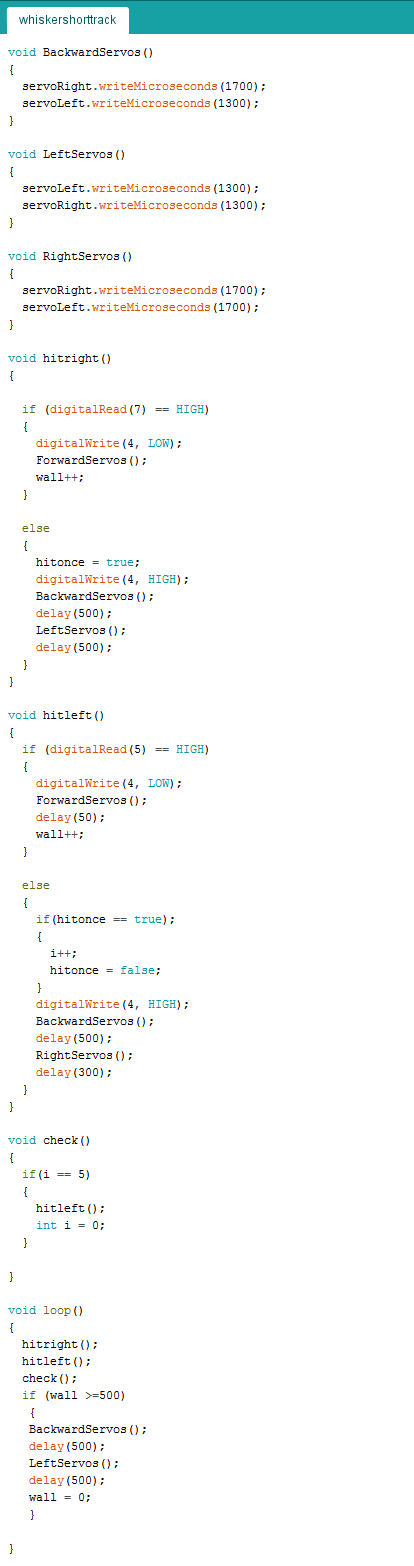 whiskershorttrack
void BackwardServos()
{
  servoRight.writeMicroseconds(1700);
  servoLeft.writeMicroseconds(1300);
}

void LeftServos()
{
  servoLeft.writeMicroseconds(1300);
  servoRight.writeMicroseconds(1300);
}

void RightServos()
{
  servoRight.writeMicroseconds(1700);
  servoLeft.writeMicroseconds(1700);
}

void hitright()
{

  if (digitalRead(7) == HIGH)
  {
    digitalWrite(4, LOW);
    ForwardServos();
    wall++;
  }

  else
  {
    hitonce = true;
    digitalWrite(4, HIGH);
    BackwardServos();
    delay(500);
    LeftServos();
    delay(500);
  }
}

void hitleft()
{
  if (digitalRead(5) == HIGH)
  {
    digitalWrite(4, LOW);
    ForwardServos();
    delay(50);
    wall++;
  }

  else
  {
    if(hitonce == true);
    {
      i++;
      hitonce = false;
    }
    digitalWrite(4, HIGH);
    BackwardServos();
    delay(500);
    RightServos();
    delay(300);
  }
}

void check()
{
  if(i == 5)
  {
    hitleft();
    int i = 0;
  }

}

void loop()
{
  hitright();
  hitleft();
  check();
  if (wall >=500)
   {
   BackwardServos();
   delay(500);
   LeftServos();
   delay(500);
   wall = 0;
   }

}